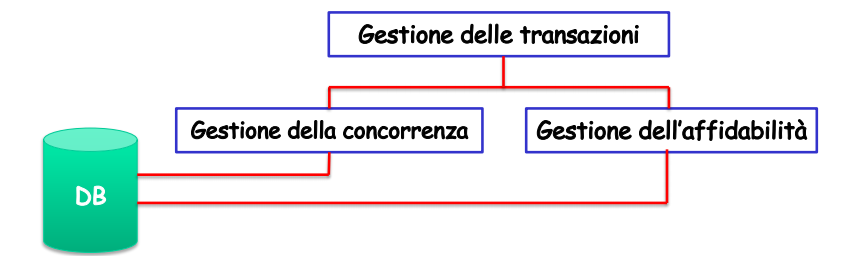 Gestione delle transazioni
Gestione della concorrenza
Gestione dell'affidabilità
DB